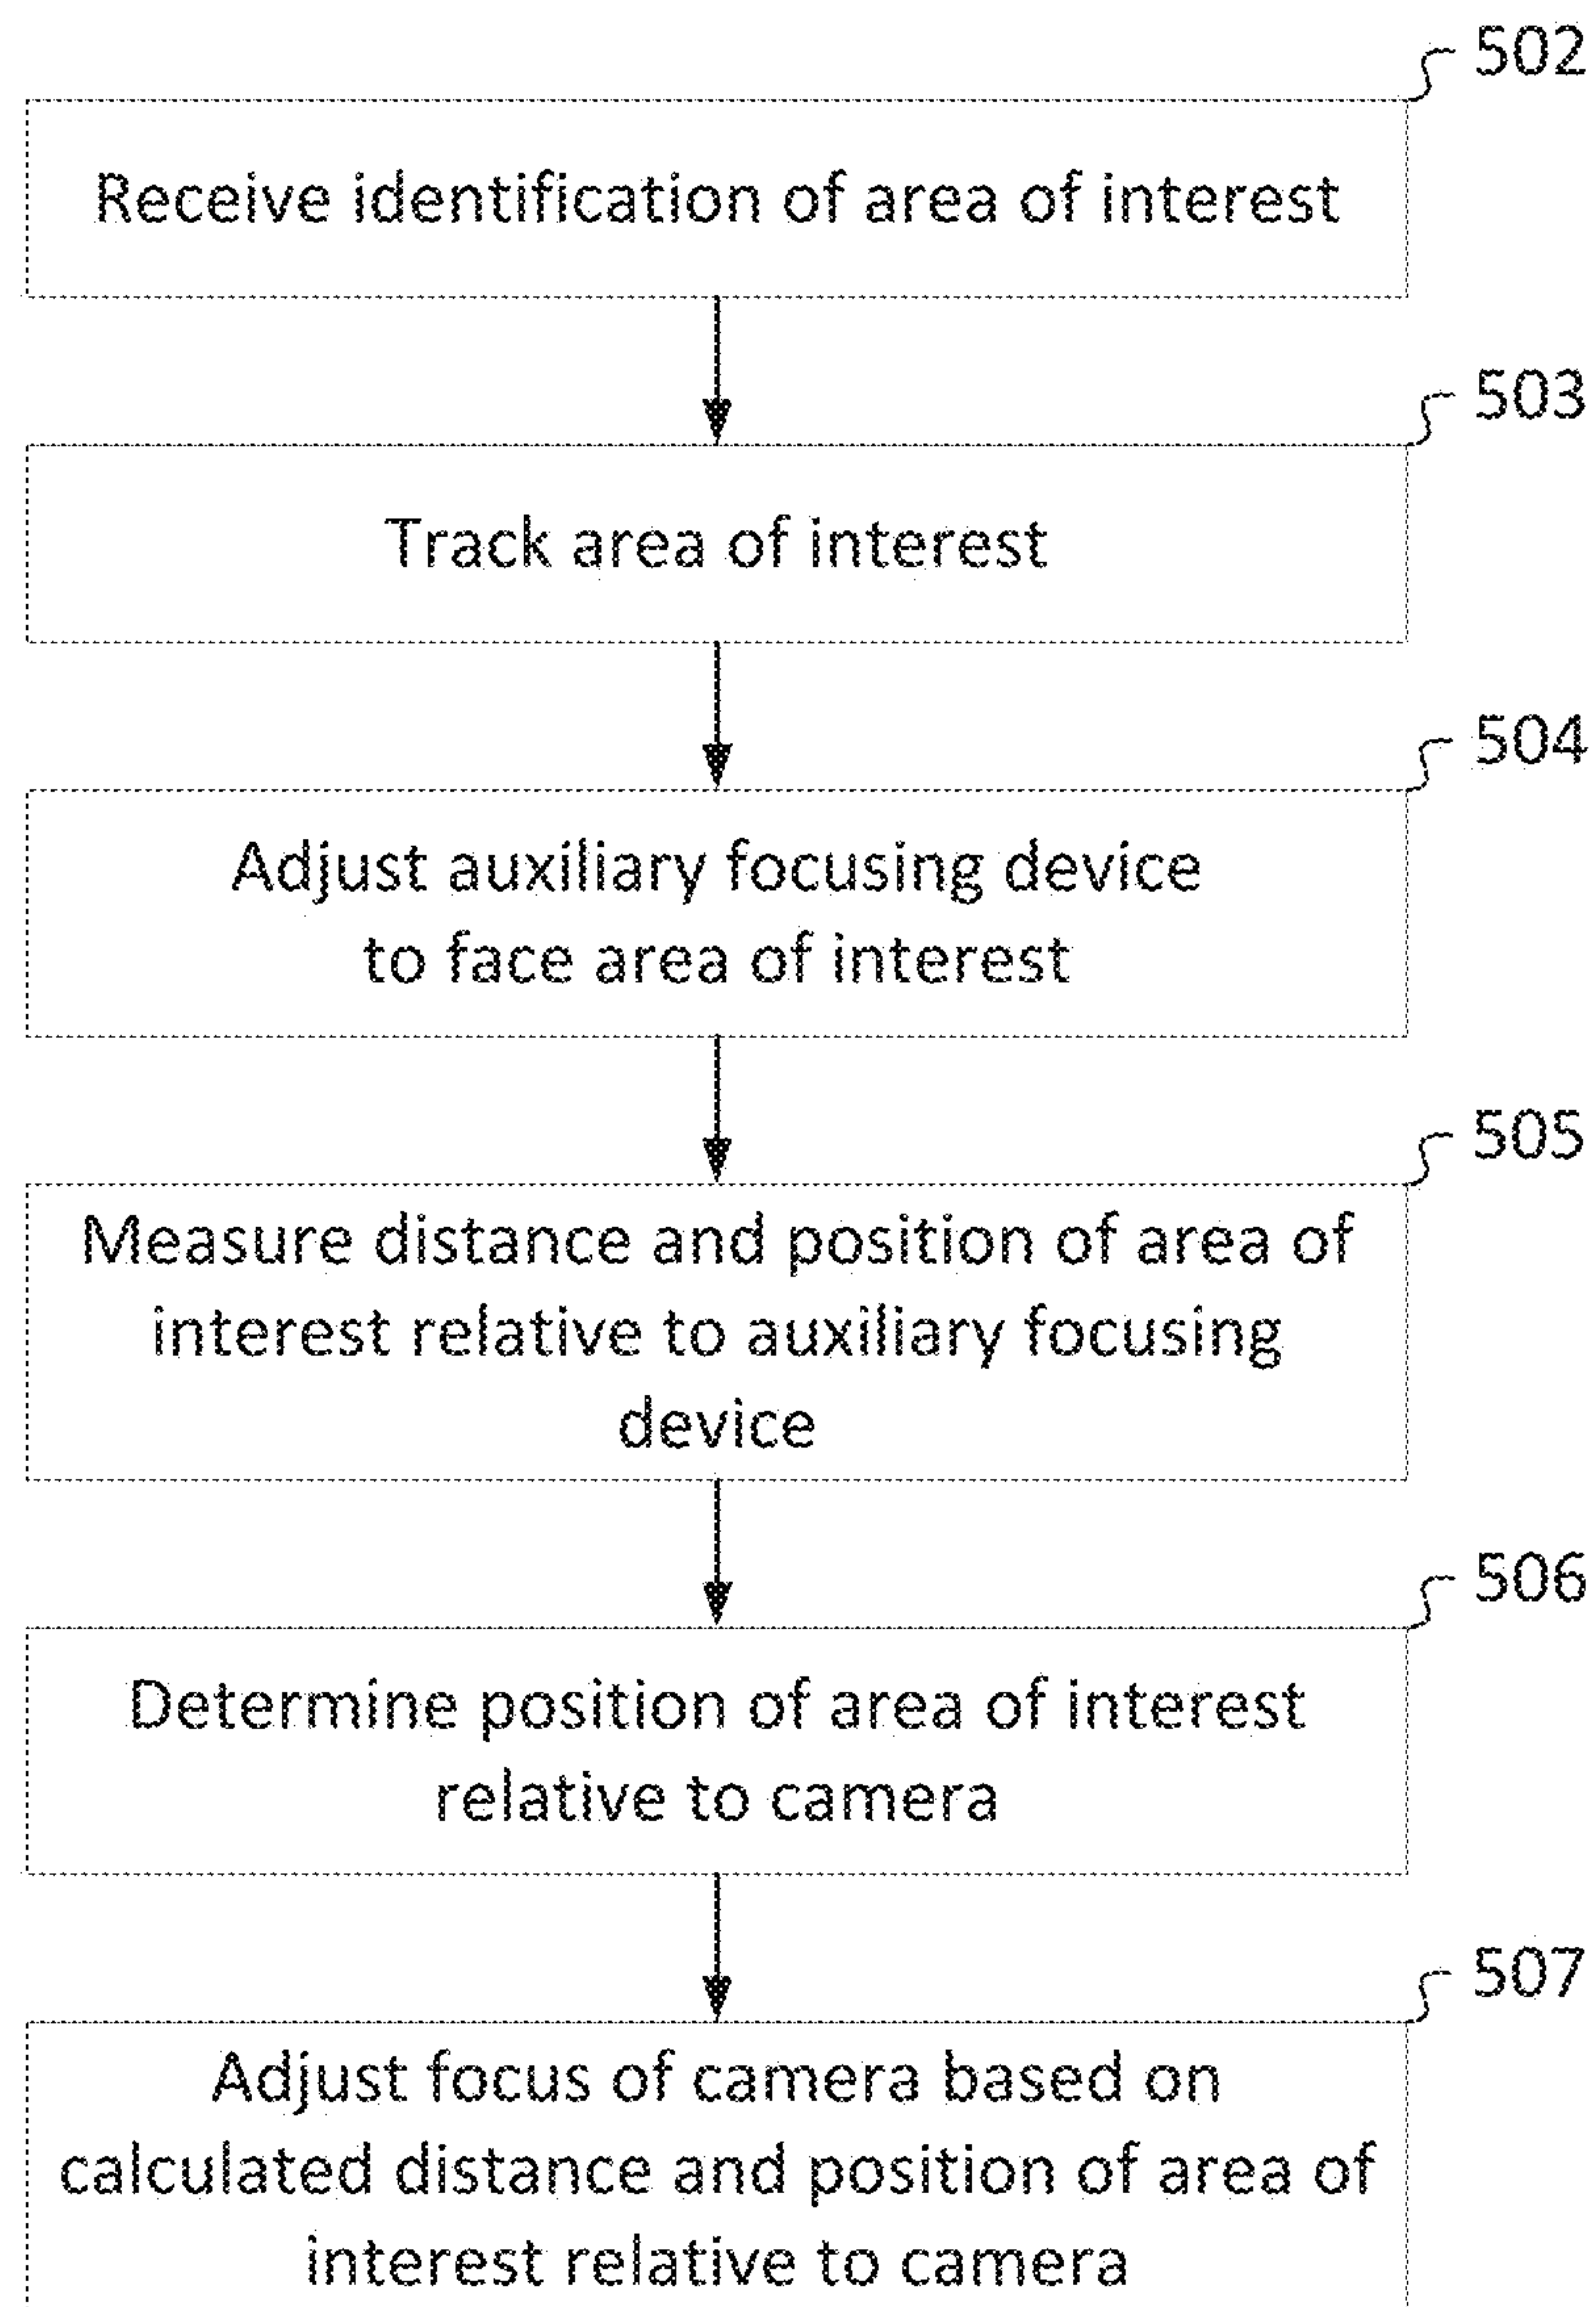 502
Receive identification of area of interest
503
Track area of interest
504
Adjust auxiliary focusing device
to face area of interest
505
Measure distance and position of area of
interest relative to auxiliary focusing
device
506
Determine position of area of interest
relative to camera
507
Adjust focus of camera based on
calculated distance and position of area of
interest relative to camera